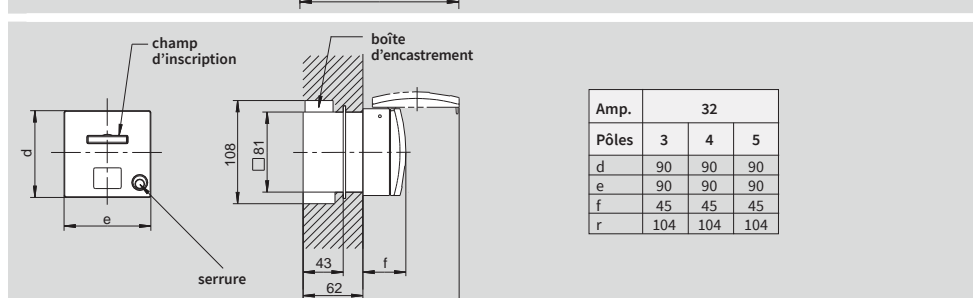 champ
d'inscription
boîte
d'encastrement
d
e
serrure
108
□81
43
f
62
Amp. 32
Pôles 3 4 5
d 90 90 90
e 90 90 90
f 45 45 45
r 104 104 104